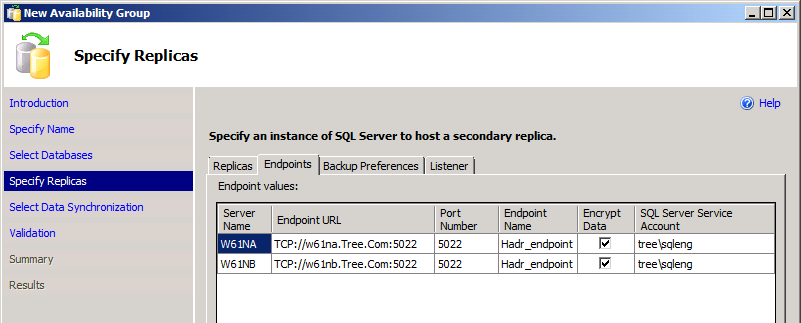 New Availability Group
Specify Replicas
Introduction
Specify Name
Select Databases
Specify Replicas
Select Data Synchronization
Validation
Summary
Results
Help
Specify an instance of SQL Server to host a secondary replica.
Replicas Endpoints Backup Preferences Listener
Endpoint values:
Server Name Endpoint URL Port Number Endpoint Name Encrypt Data SQL Server Service Account
W61NA TCP://w61na.Tree.Com:5022 5022 Hadr_endpoint tree\sqleng
W61NB TCP://w61nb.Tree.Com:5022 5022 Hadr_endpoint tree\sqleng